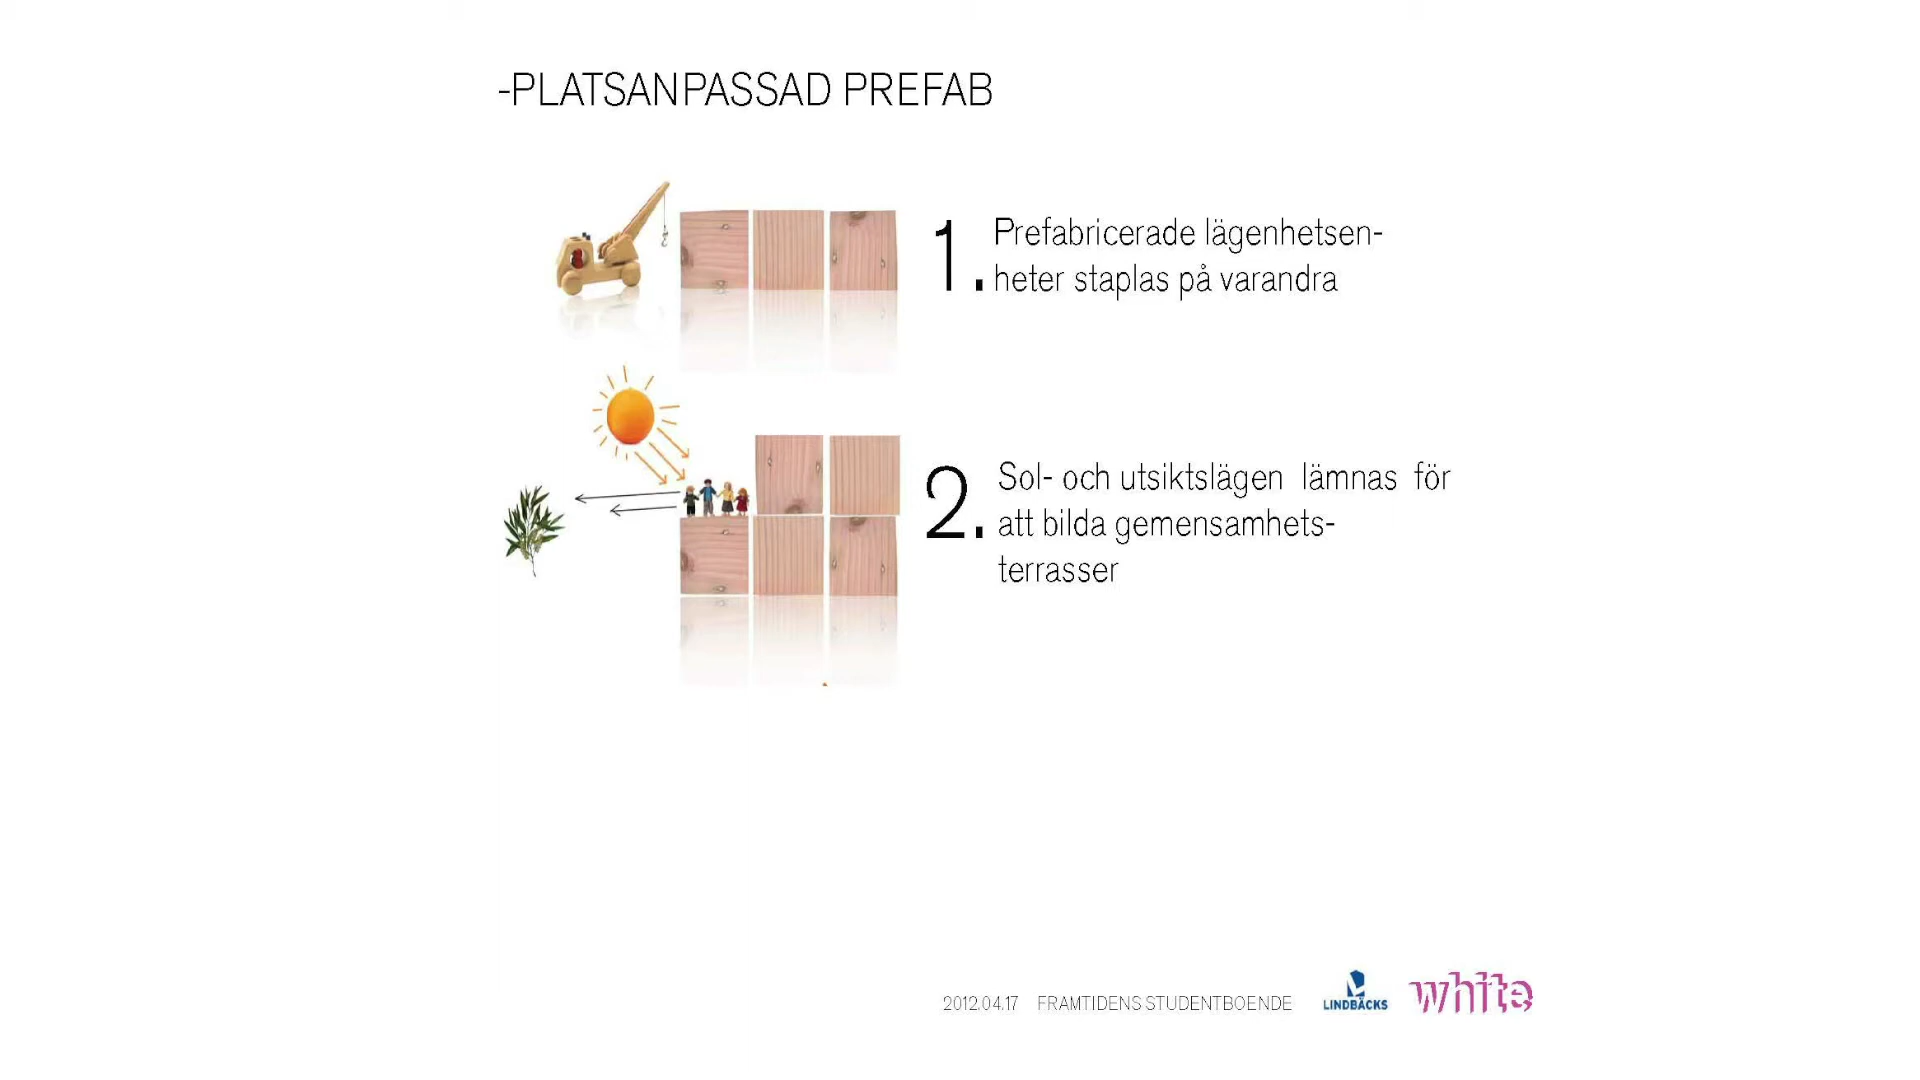 -PLATSANPASSAD PREFAB
1. Prefabricerade lägenhetsen-
heter staplas på varandra
2. Sol- och utsiktslägen lämnas för
att bilda gemensamhets-
terrasser
2012.04.17 FRAMTIDENS STUDENTBOENDE LINDBÄCKS white